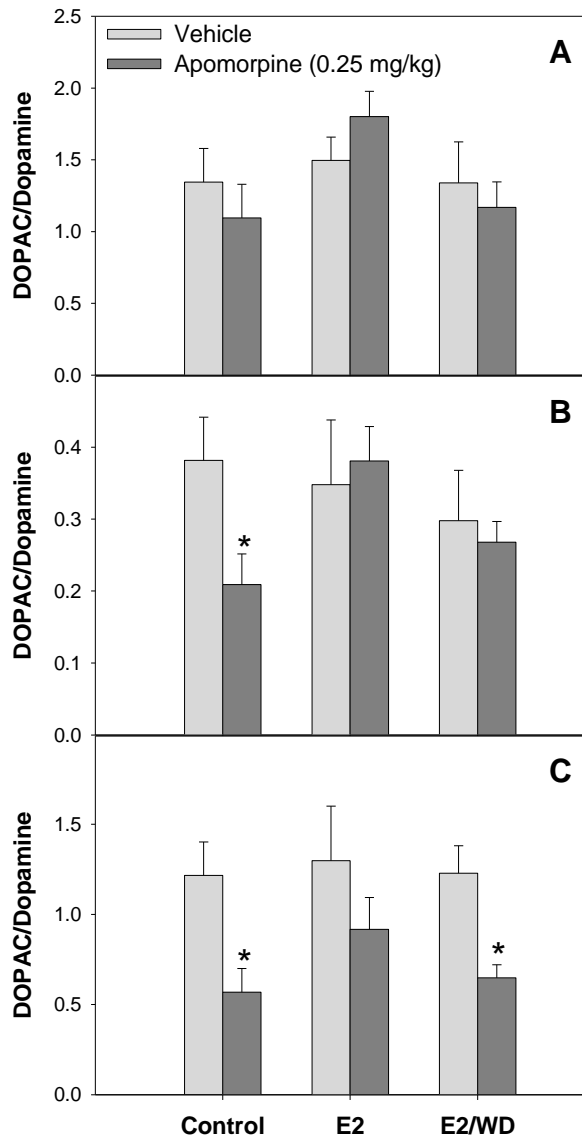 2.5
Vehicle
A
Apomorpine (0.25 mg/kg)
2.0
1.5
1.0
0.5
0.0
DOPAC/Dopamine
B
0.4
0.3
*
0.2
0.1
0.0
DOPAC/Dopamine
C
1.5
1.0
*
*
0.5
0.0
DOPAC/Dopamine
Control E2 E2/WD